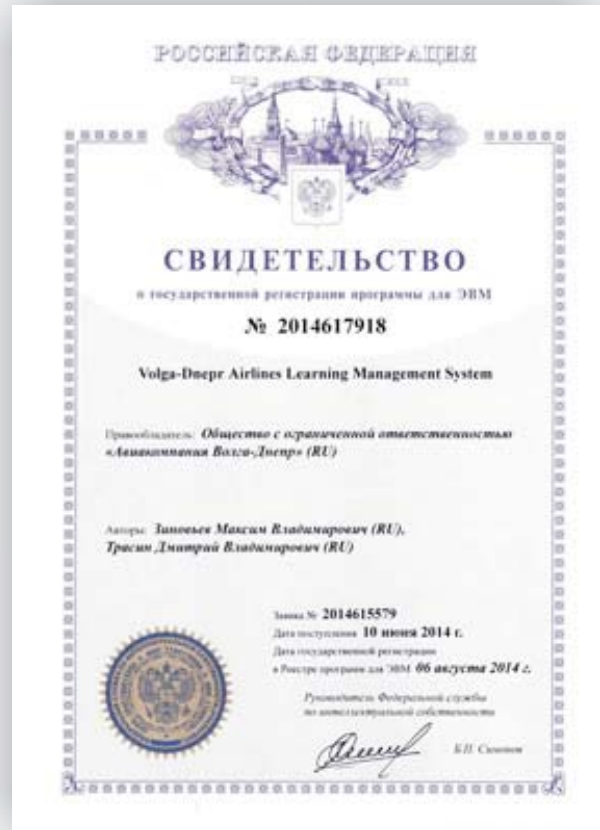 РОССИЙСКАЯ ФЕДЕРАЦИЯ
СВИДЕТЕЛЬСТВО
о государственной регистрации программы для ЭВМ
№ 2014617918
Volga-Dnepr Airlines Learning Management System
Правообладатель: Общество с ограниченной ответственностью
«Авиакомпания Волга-Днепр» (RU)
Авторы: Зиновьев Максим Владимирович (RU),
Трасин Дмитрий Владимирович (RU)
Заявка № 2014615579
Дата поступления 10 июня 2014 г.
Дата государственной регистрации
в Реестре программ для ЭВМ 06 августа 2014 г.
Руководитель Федеральной службы
по интеллектуальной собственности
Б.П. Симонов